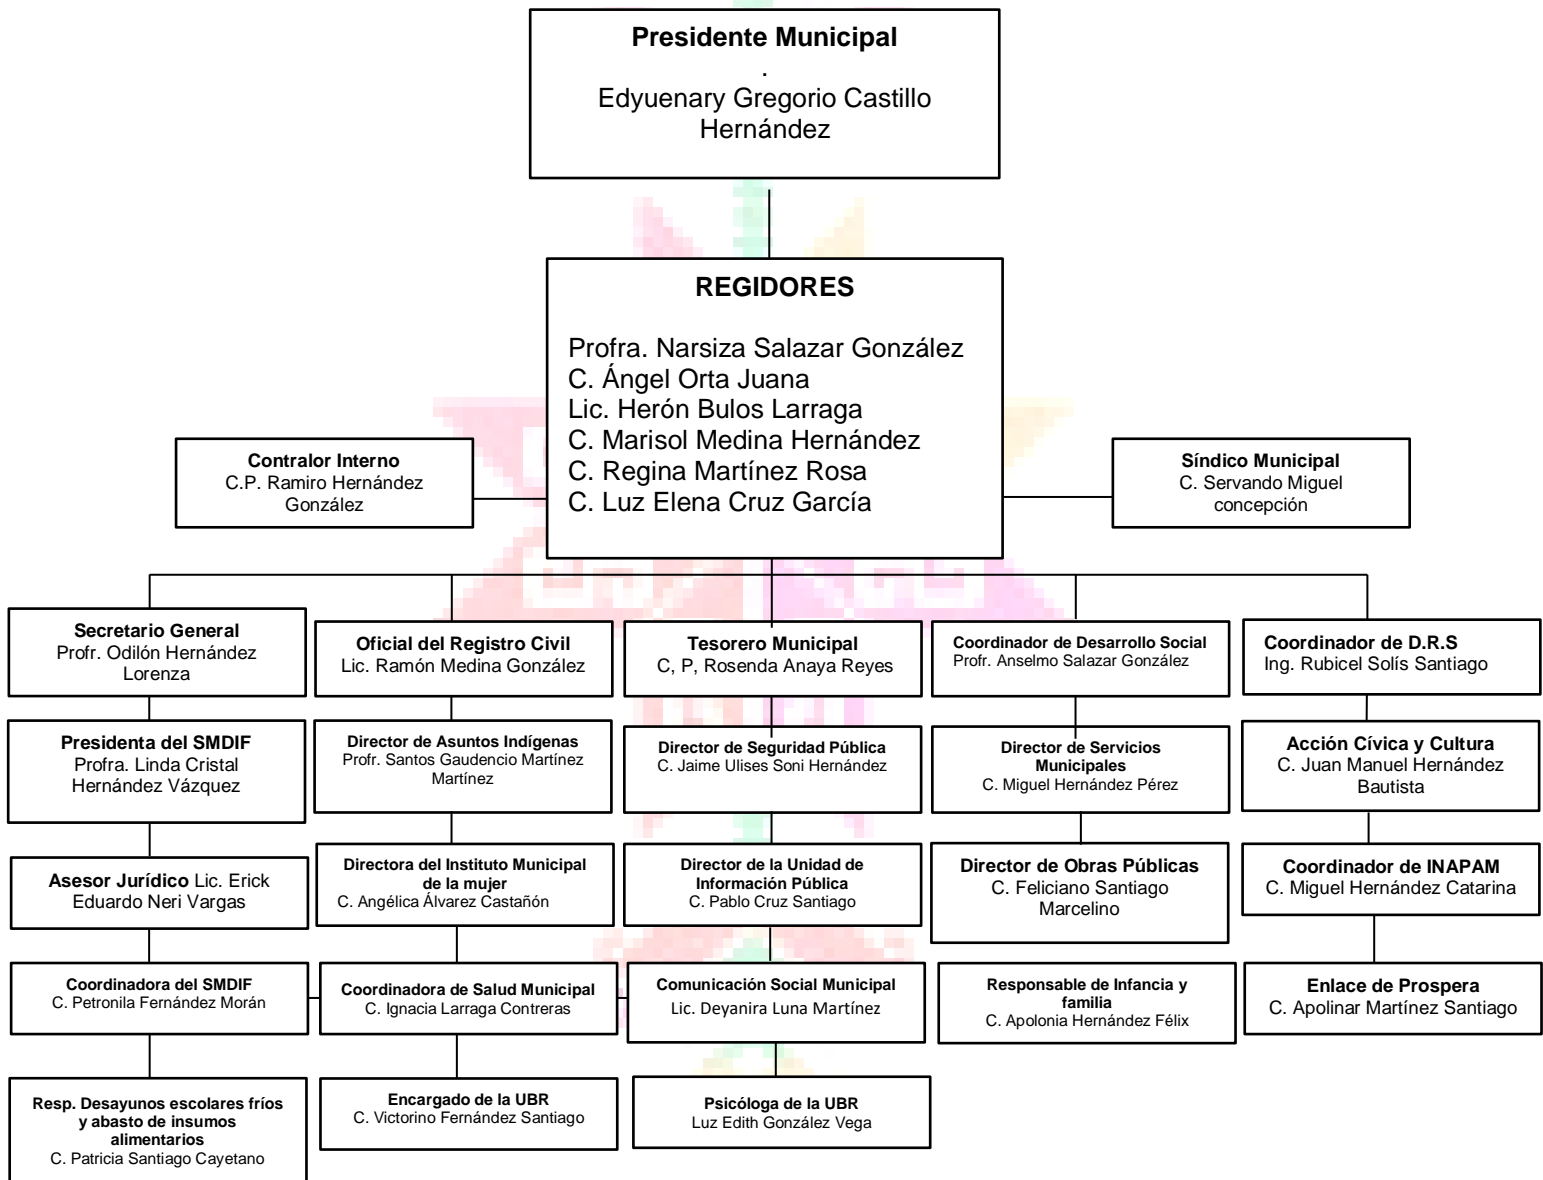 Presidente Municipal
.
Edyuenary Gregorio Castillo
Hernández
REGIDORES
Profra. Narsiza Salazar González
C. Ángel Orta Juana
Lic. Herón Bulos Larraga
C. Marisol Medina Hernández
C. Regina Martínez Rosa
C. Luz Elena Cruz García
Contralor Interno
C.P. Ramiro Hernández
González
Síndico Municipal
C. Servando Miguel
concepción
Secretario General
Profr. Odilón Hernández
Lorenza
Oficial del Registro Civil
Lic. Ramón Medina González
Tesorero Municipal
C, P, Rosenda Anaya Reyes
Coordinador de Desarrollo Social
Profr. Anselmo Salazar González
Coordinador de D.R.S
Ing. Rubicel Solís Santiago
Presidenta del SMDIF
Profra. Linda Cristal
Hernández Vázquez
Director de Asuntos Indígenas
Profr. Santos Gaudencio Martínez
Martínez
Director de Seguridad Pública
C. Jaime Ulises Soni Hernández
Director de Servicios
Municipales
C. Miguel Hernández Pérez
Acción Cívica y Cultura
C. Juan Manuel Hernández
Bautista
Asesor Jurídico Lic. Erick
Eduardo Neri Vargas
Directora del Instituto Municipal
de la mujer
C. Angélica Álvarez Castañón
Director de la Unidad de
Información Pública
C. Pablo Cruz Santiago
Director de Obras Públicas
C. Feliciano Santiago
Marcelino
Coordinador de INAPAM
C. Miguel Hernández Catarina
Coordinadora del SMDIF
C. Petronila Fernández Morán
Coordinadora de Salud Municipal
C. Ignacia Larraga Contreras
Comunicación Social Municipal
Lic. Deyanira Luna Martínez
Responsable de Infancia y
familia
C. Apolonia Hernández Félix
Enlace de Prospera
C. Apolinar Martínez Santiago
Resp. Desayunos escolares fríos
y abasto de insumos
alimentarios
C. Patricia Santiago Cayetano
Encargado de la UBR
C. Victorino Fernández Santiago
Psicóloga de la UBR
Luz Edith González Vega